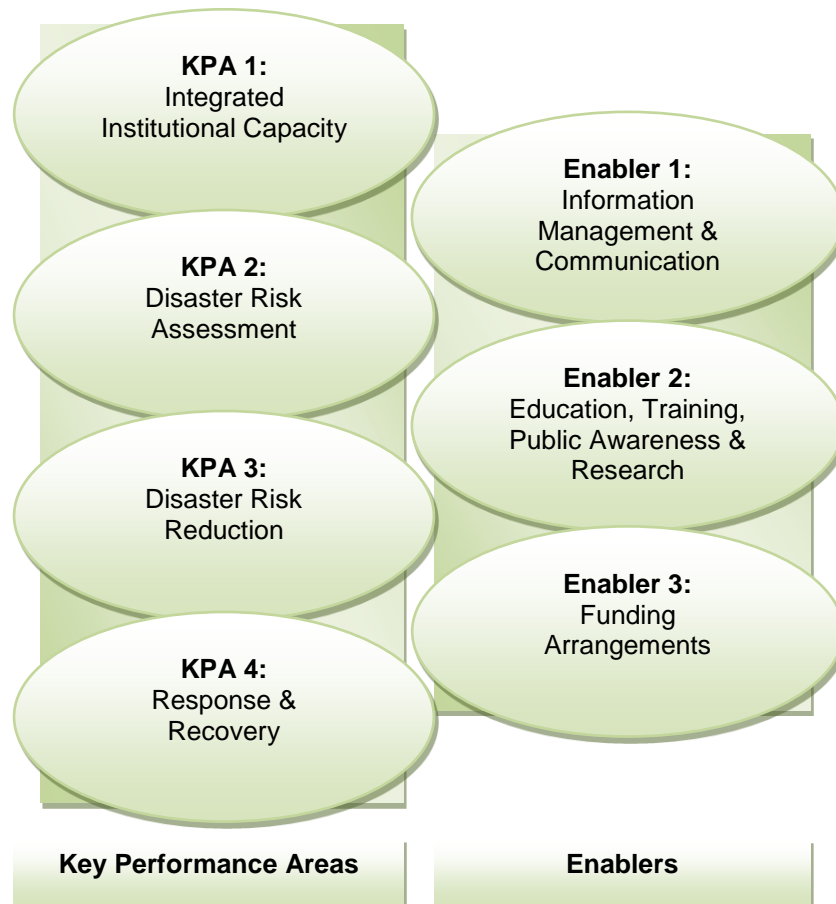 KPA 1:
Integrated
Institutional Capacity
KPA 2:
Disaster Risk
Assessment
KPA 3:
Disaster Risk
Reduction
KPA 4:
Response &
Recovery
Key Performance Areas
Enabler 1:
Information
Management &
Communication
Enabler 2:
Education, Training,
Public Awareness &
Research
Enabler 3:
Funding
Arrangements
Enablers